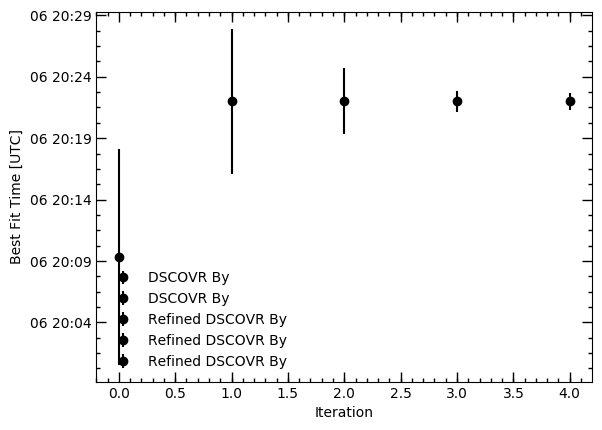 06 20:29
06 20:24
06 20:19
06 20:14
06 20:09
06 20:04
Best Fit Time [UTC]
DSCOVR By
DSCOVR By
Refined DSCOVR By
Refined DSCOVR By
Refined DSCOVR By
0.0 0.5 1.0 1.5 2.0 2.5 3.0 3.5 4.0
Iteration